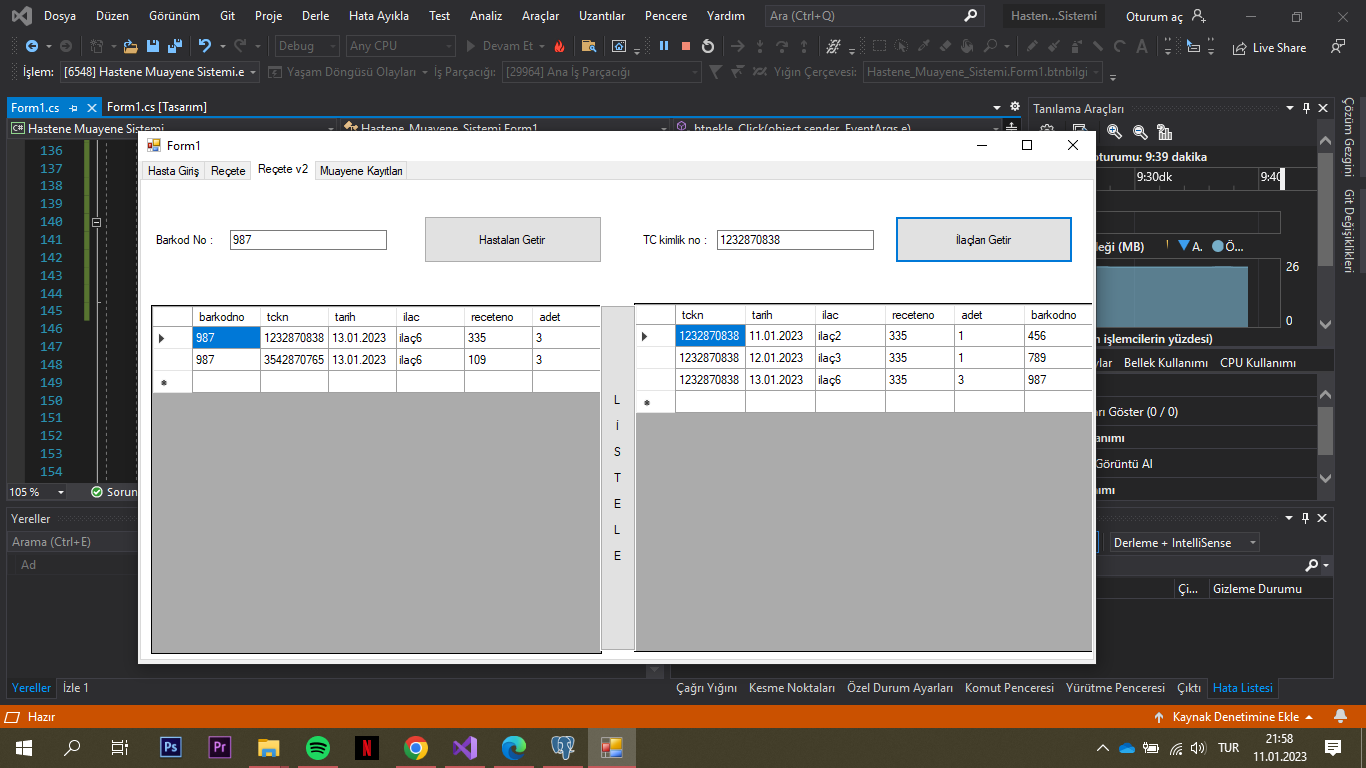 Dosya Düzen Görünüm Git Proje Derle Hata Ayıkla Test Analiz Araçlar Uzantılar Pencere Yardım Ara (Ctrl+Q) Hasten...Sistemi Oturum aç
Debug Any CPU Devam Et Live Share
İşlem: [6548] Hastene Muayene Sistemi.e Yaşam Döngüsü Olayları İş Parçacığı: [29964] Ana İş Parçacığı Yığın Çerçevesi: Hastene_Muayene_Sistemi.Form1.btnbilgi
Form1.cs Form1.cs [Tasarım] Tanılama Araçları
C# Hastene Muayene Sistemi Hastene_Muayene_Sistemi.Form1 btnekle_Click(object sender, EventArgs e)
Form1
Hasta Giriş Reçete Reçete v2 Muayene Kayıtları
oturumu: 9:39 dakika
9:30dk 9:40
Barkod No : 987 Hastaları Getir TC kimlik no : 1232870838 İlaçları Getir
leği (MB) A. Ö...
26
0
barkodno tckn tarih ilac receteno adet
987 1232870838 13.01.2023 ilaç6 335 3
987 3542870765 13.01.2023 ilaç6 109 3
L
İ
S
T
E
L
E
tckn tarih ilac receteno adet barkodno
1232870838 11.01.2023 ilaç2 335 1 456
1232870838 12.01.2023 ilaç3 335 1 789
1232870838 13.01.2023 ilaç6 335 3 987
n işlemcilerin yüzdesi)
ylar Bellek Kullanımı CPU Kullanımı
rı Göster (0 / 0)
anımı
Görüntü Al
ımı
136
137
138
139
140
141
142
143
144
145
146
147
148
149
150
151
152
153
154
105 % Sorun
Yereller
Arama (Ctrl+E)
Ad
Derleme + IntelliSense
Çi... Gizleme Durumu
Yereller İzle 1
Çağrı Yığını Kesme Noktaları Özel Durum Ayarları Komut Penceresi Yürütme Penceresi Çıktı Hata Listesi
Çözüm Gezgini
Git Değişiklikleri
Hazır Kaynak Denetimine Ekle
Ps Pr N TUR 21:58
11.01.2023